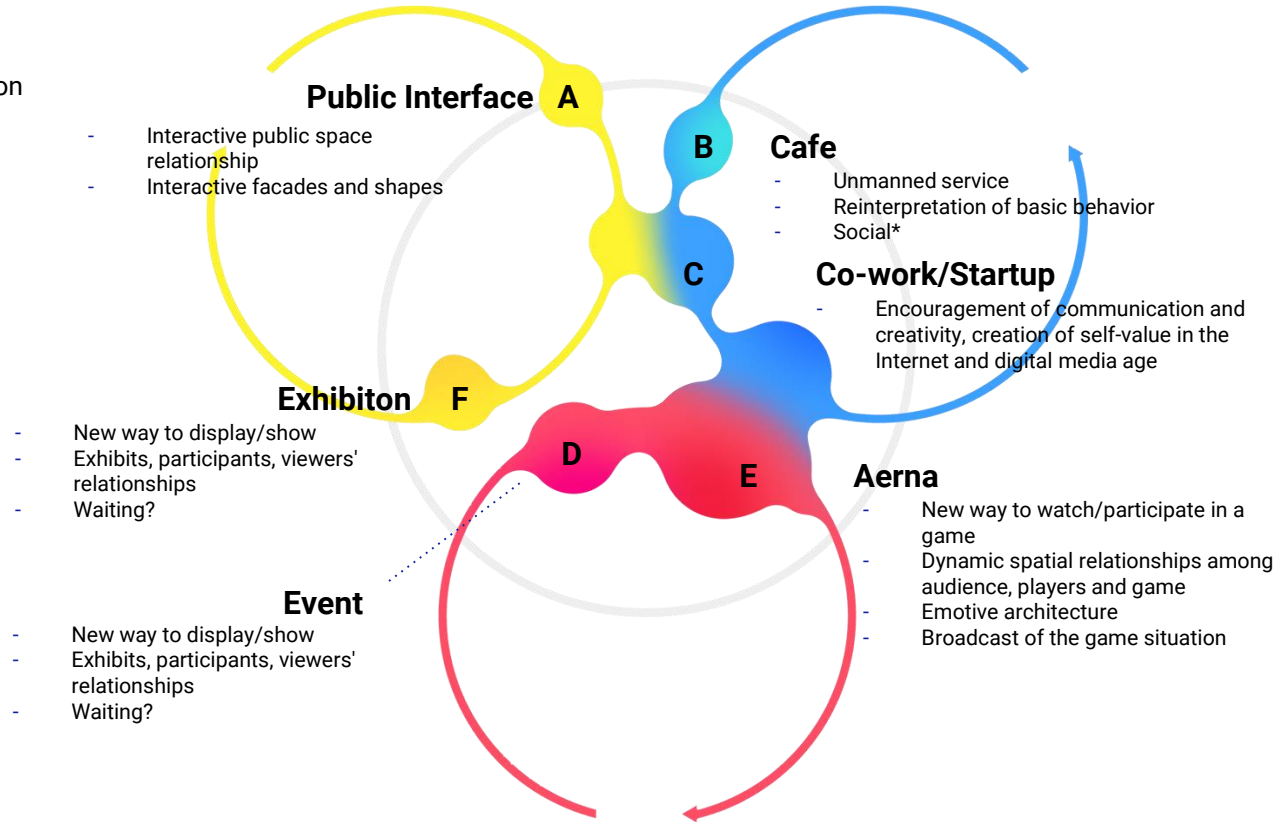 on
Public Interface
A
- Interactive public space
relationship
- Interactive facades and shapes
B
Cafe
- Unmanned service
- Reinterpretation of basic behavior
- Social*
C
Co-work/Startup
- Encouragement of communication and
creativity, creation of self-value in the
Internet and digital media age
Exhibiton
F
- New way to display/show
- Exhibits, participants, viewers'
relationships
- Waiting?
D
E
Aerna
- New way to watch/participate in a
game
- Dynamic spatial relationships among
audience, players and game
- Emotive architecture
- Broadcast of the game situation
Event
- New way to display/show
- Exhibits, participants, viewers'
relationships
- Waiting?